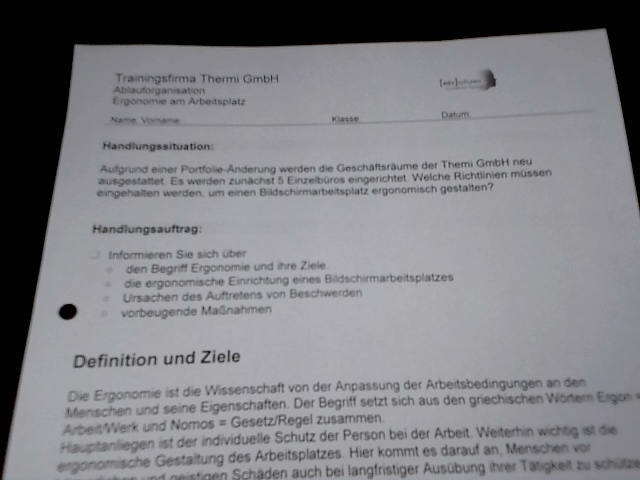 Trainingsfirma Thermi GmbH
Ablauforganisation
Ergonomie am Arbeitsplatz
Name, Vorname Klasse Datum:
Handlungssituation:
Aufgrund einer Portfolie-Änderung werden die Geschäftsräume der Themi GmbH neu
ausgestattet. Es werden zunächst 5 Einzelbüros eingerichtet. Welche Richtlinien müssen
eingehalten werden, um einen Bildschirmarbeitsplatz ergonomisch gestalten?
Handlungsauftrag:
Informieren Sie sich über
den Begriff Ergonomie und ihre Ziele
die ergonomische Einrichtung eines Bildschirmarbeitsplatzes
Ursachen des Auftretens von Beschwerden
vorbeugende Maßnahmen
Definition und Ziele
Die Ergonomie ist die Wissenschaft von der Anpassung der Arbeitsbedingungen an den
Menschen und seine Eigenschaften. Der Begriff setzt sich aus den griechischen Wörtern Ergon =
Arbeit/Werk und Nomos = Gesetz/Regel zusammen.
Hauptanliegen ist der individuelle Schutz der Person bei der Arbeit. Weiterhin wichtig ist die
ergonomische Gestaltung des Arbeitsplatzes. Hier kommt es darauf an, Menschen vor
und geistigen Schäden auch bei langfristiger Ausübung ihrer Tätigkeit zu schütze